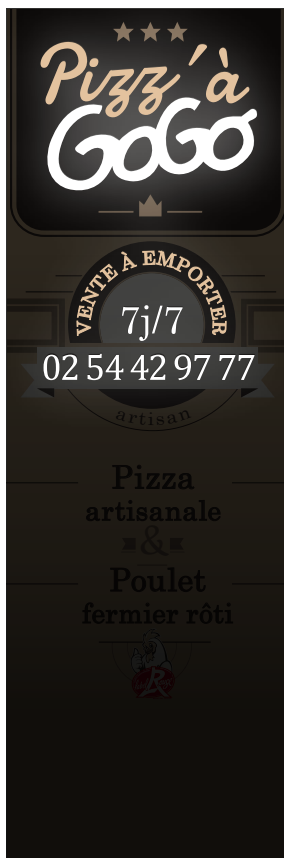 Pizz'à
GoGo
VENTE À EMPORTER
7j/7
02 54 42 97 77
artisan
Pizza
artisanale
&
Poulet
fermier rôti